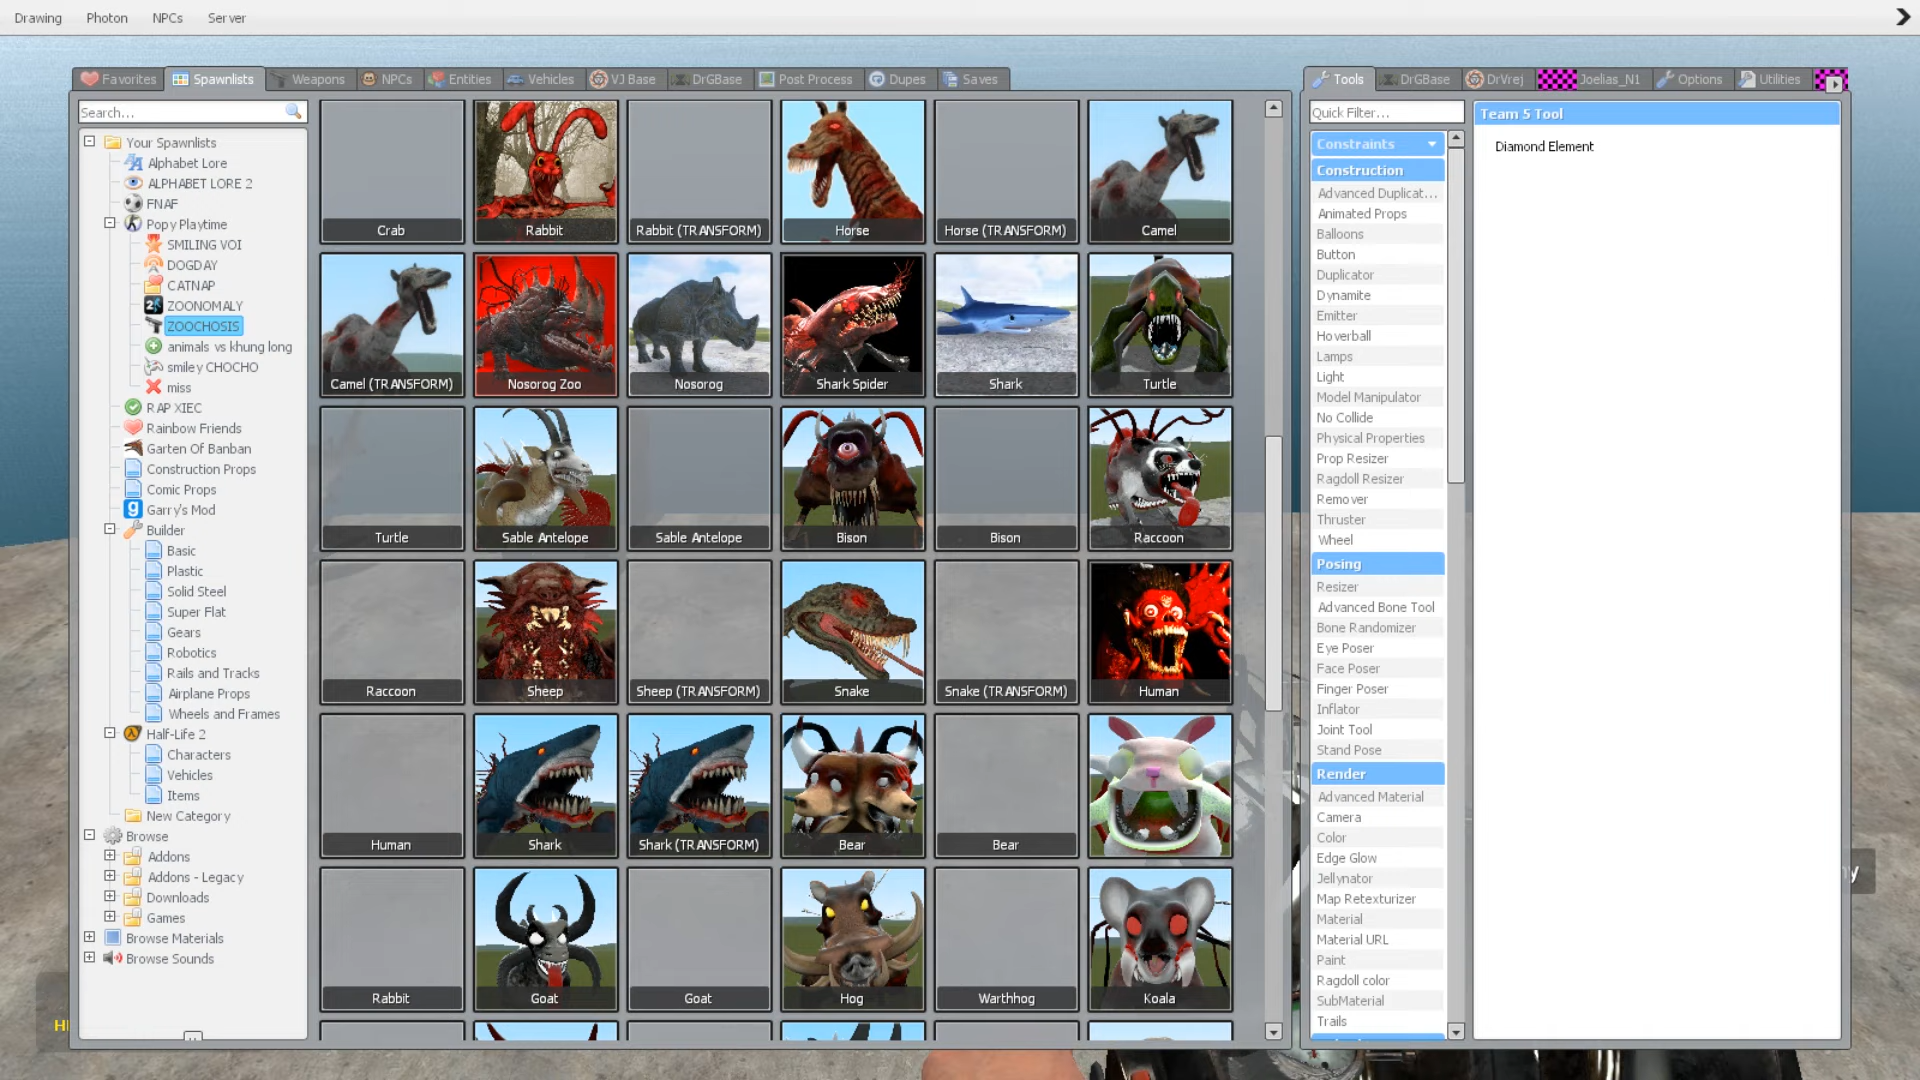 Drawing Photon NPCs Server
Favorites Spawnlists Weapons NPCs Entities Vehicles VJ Base DrGBase Post Process Dupes Saves
Tools DrGBase DrVrej Joelias_N1 Options Utilities
Search...
Your Spawnlists
Alphabet Lore
ALPHABET LORE 2
FNAF
Popy Playtime
SMILING VOI
DOGDAY
CATNAP
ZOONOMALY
ZOOCHOSIS
animals vs khung long
smiley CHOCHO
miss
RAP XIEC
Rainbow Friends
Garten Of Banban
Construction Props
Comic Props
Garry's Mod
Builder
Basic
Plastic
Solid Steel
Super Flat
Gears
Robotics
Rails and Tracks
Airplane Props
Wheels and Frames
Half-Life 2
Characters
Vehicles
Items
New Category
Browse
Addons
Addons - Legacy
Downloads
Games
Browse Materials
Browse Sounds
Crab Rabbit Rabbit (TRANSFORM) Horse Horse (TRANSFORM) Camel
Camel (TRANSFORM) Nosorog Zoo Nosorog Shark Spider Shark Turtle
Turtle Sable Antelope Sable Antelope Bison Bison Raccoon
Raccoon Sheep Sheep (TRANSFORM) Snake Snake (TRANSFORM) Human
Human Shark Shark (TRANSFORM) Bear Bear
Rabbit Goat Goat Hog Warthhog Koala
Quick Filter...
Constraints
Construction
Advanced Duplicat...
Animated Props
Balloons
Button
Duplicator
Dynamite
Emitter
Hoverball
Lamps
Light
Model Manipulator
No Collide
Physical Properties
Prop Resizer
Ragdoll Resizer
Remover
Thruster
Wheel
Posing
Resizer
Advanced Bone Tool
Bone Randomizer
Eye Poser
Face Poser
Finger Poser
Inflator
Joint Tool
Stand Pose
Render
Advanced Material
Camera
Color
Edge Glow
Jellynator
Map Retexturizer
Material
Material URL
Paint
Ragdoll color
SubMaterial
Trails
Team 5 Tool
Diamond Element